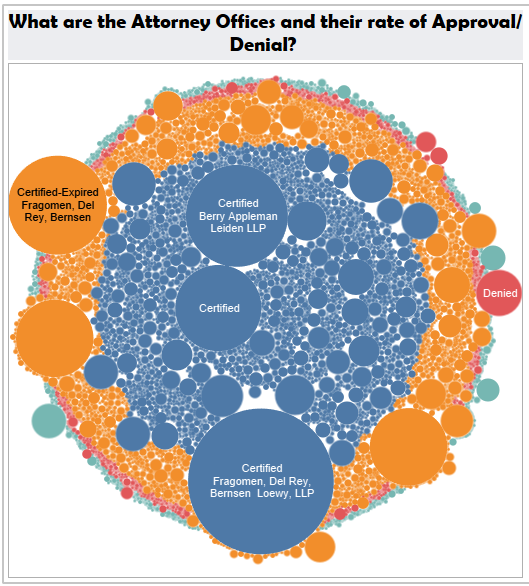 What are the Attorney Offices and their rate of Approval/
Denial?
Certified-Expired
Fragomen, Del
Rey, Bernsen
Certified
Berry Appleman
Leiden LLP
Certified
Denied
Certified
Fragomen, Del Rey,
Bernsen Loewy, LLP